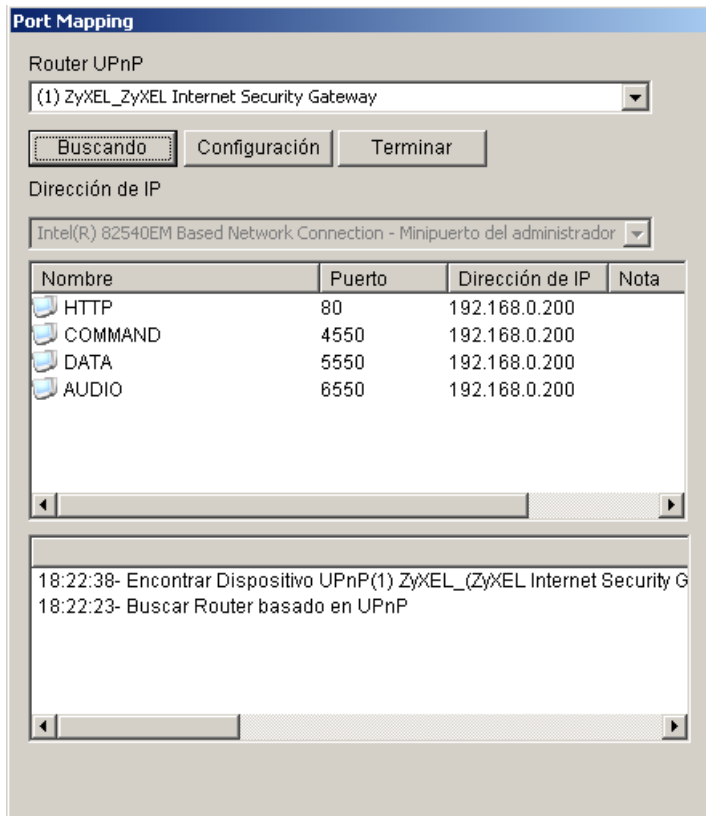 Port Mapping
Router UPnP
(1) ZyXEL_ZyXEL Internet Security Gateway
Buscando Configuración Terminar
Dirección de IP
Intel(R) 82540EM Based Network Connection - Minipuerto del administrador
Nombre Puerto Dirección de IP Nota
HTTP 80 192.168.0.200
COMMAND 4550 192.168.0.200
DATA 5550 192.168.0.200
AUDIO 6550 192.168.0.200
18:22:38- Encontrar Dispositivo UPnP(1) ZyXEL_(ZyXEL Internet Security G
18:22:23- Buscar Router basado en UPnP